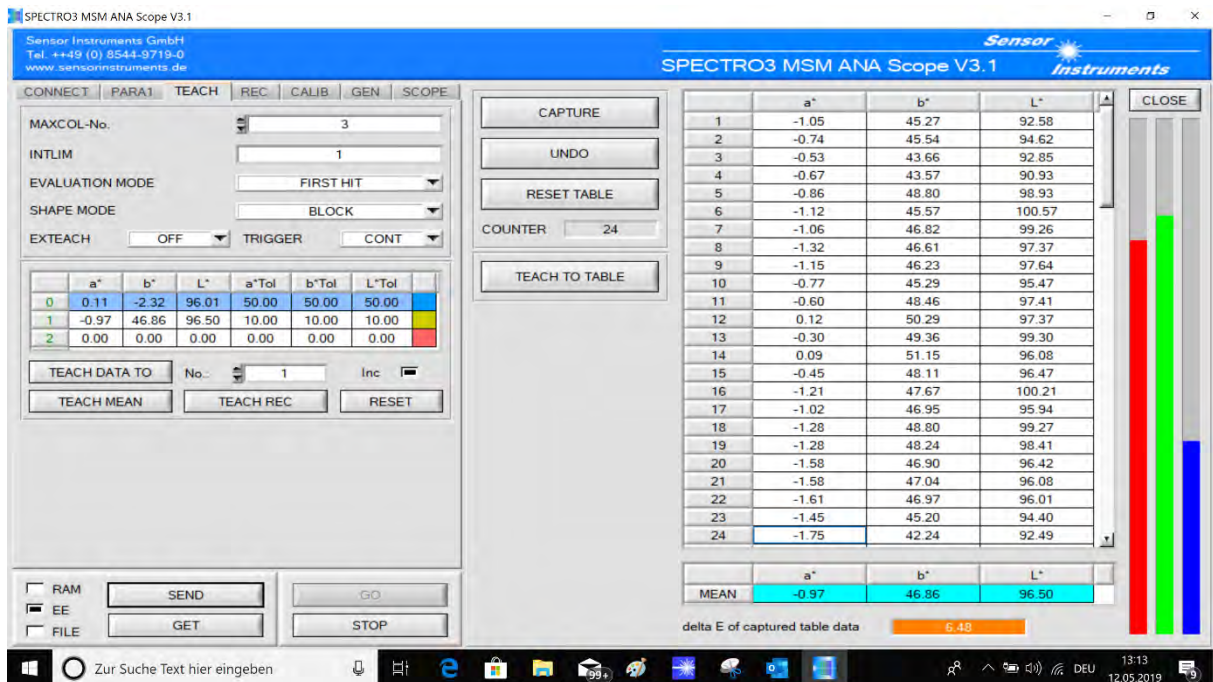 SPECTRO3 MSM ANA Scope V3.1
Sensor Instruments GmbH
Tel. ++49 (0) 8544-9719-0
www.sensorinstruments.de
Sensor
Instruments
SPECTRO3 MSM ANA Scope V3.1
CONNECT PARA1 TEACH REC CALIB GEN SCOPE
MAXCOL-No. 3
INTLIM 1
EVALUATION MODE FIRST HIT
SHAPE MODE BLOCK
EXTEACH OFF TRIGGER CONT
a* b* L* a*Tol b*Tol L*Tol
0 0.11 -2.32 96.01 50.00 50.00 50.00
1 -0.97 46.86 96.50 10.00 10.00 10.00
2 0.00 0.00 0.00 0.00 0.00 0.00
TEACH DATA TO No.: 1 Inc
TEACH MEAN TEACH REC RESET
RAM
EE
FILE
SEND GO
GET STOP
CAPTURE
UNDO
RESET TABLE
COUNTER 24
TEACH TO TABLE
CLOSE
a* b* L*
1 -1.05 45.27 92.58
2 -0.74 45.54 94.62
3 -0.53 43.66 92.85
4 -0.67 43.57 90.93
5 -0.86 48.80 98.93
6 -1.12 45.57 100.57
7 -1.06 46.82 99.26
8 -1.32 46.61 97.37
9 -1.15 46.23 97.64
10 -0.77 45.29 95.47
11 -0.60 48.46 97.41
12 0.12 50.29 97.37
13 -0.30 49.36 99.30
14 0.09 51.15 96.08
15 -0.45 48.11 96.47
16 -1.21 47.67 100.21
17 -1.02 46.95 95.94
18 -1.28 48.80 99.27
19 -1.28 48.24 98.41
20 -1.58 46.90 96.42
21 -1.58 47.04 96.08
22 -1.61 46.97 96.01
23 -1.45 45.20 94.40
24 -1.75 42.24 92.49
a* b* L*
MEAN -0.97 46.86 96.50
delta E of captured table data 6.48
Zur Suche Text hier eingeben
99+
DEU
13:13
12.05.2019
9